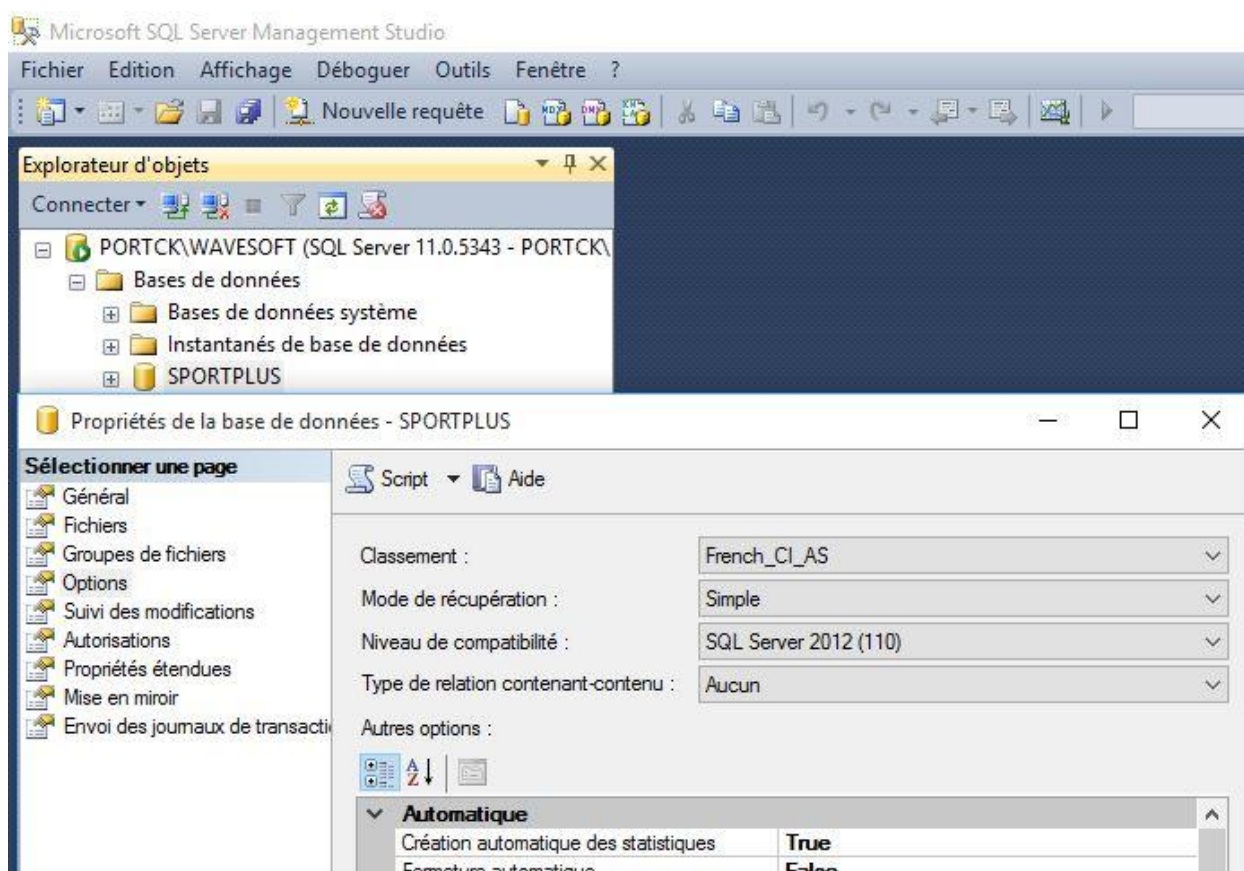 Microsoft SQL Server Management Studio
Fichier Edition Affichage Déboguer Outils Fenêtre ?
Nouvelle requête
Explorateur d'objets
Connecter
PORTCK\WAVESOFT (SQL Server 11.0.5343 - PORTCK\
Bases de données
Bases de données système
Instantanés de base de données
SPORTPLUS
Propriétés de la base de données - SPORTPLUS
Sélectionner une page
Général
Fichiers
Groupes de fichiers
Options
Suivi des modifications
Autorisations
Propriétés étendues
Mise en miroir
Envoi des journaux de transacti
Script Aide
Classement : French_CI_AS
Mode de récupération : Simple
Niveau de compatibilité : SQL Server 2012 (110)
Type de relation contenant-contenu : Aucun
Autres options :
Automatique
Création automatique des statistiques True
Fermeture automatique False